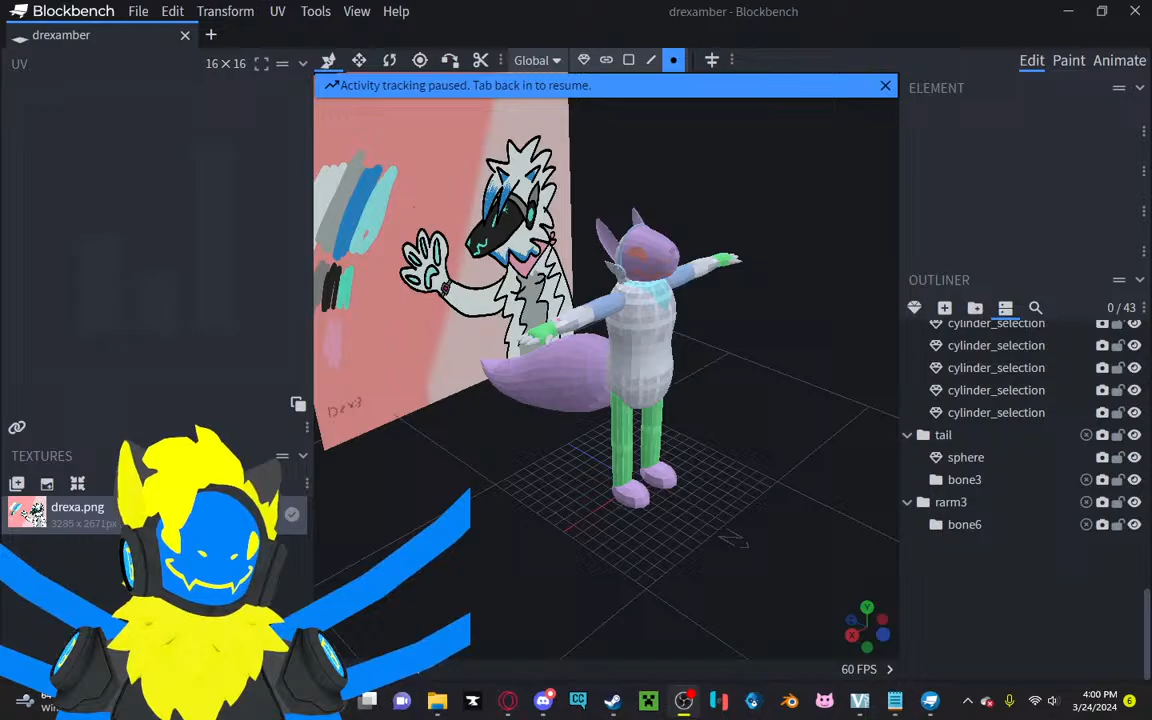 Blockbench File Edit Transform UV Tools View Help drexamber - Blockbench
drexamber
UV 16 × 16 Global Edit Paint Animate
Activity tracking paused. Tab back in to resume.
ELEMENT
OUTLINER
0 / 43
cylinder_selection
cylinder_selection
cylinder_selection
cylinder_selection
cylinder_selection
tail
sphere
bone3
rarm3
bone6
TEXTURES
drexa.png
3285 x 2671px
60 FPS
4:00 PM
3/24/2024